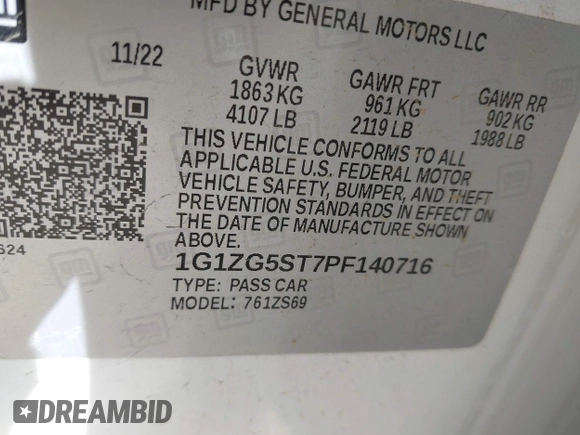 MFD BY GENERAL MOTORS LLC
11/22
GVWR
1863 KG
4107 LB
GAWR FRT
961 KG
2119 LB
GAWR RR
902 KG
1988 LB
THIS VEHICLE CONFORMS TO ALL
APPLICABLE U.S. FEDERAL MOTOR
VEHICLE SAFETY, BUMPER, AND THEFT
PREVENTION STANDARDS IN EFFECT ON
THE DATE OF MANUFACTURE SHOWN
ABOVE.
624
1G1ZG5ST7PF140716
TYPE: PASS CAR
MODEL: 761ZS69
DREAMBID